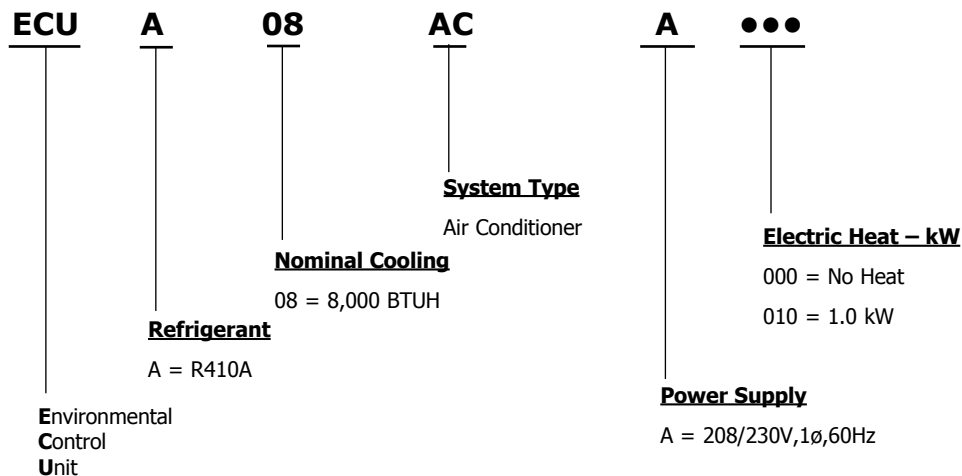 ECU A 08 AC A ●●●
System Type
Air Conditioner
Electric Heat – kW
000 = No Heat
010 = 1.0 kW
Nominal Cooling
08 = 8,000 BTUH
Refrigerant
A = R410A
Power Supply
A = 208/230V,1ø,60Hz
Environmental
Control
Unit